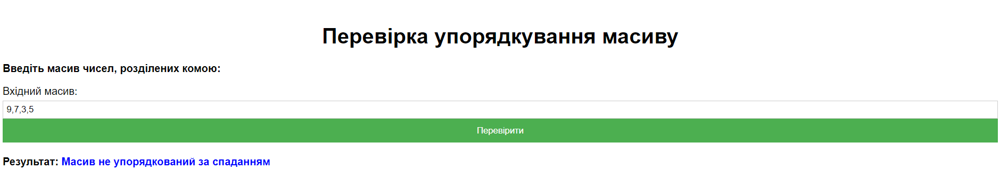 Перевірка упорядкування масиву
Введіть масив чисел, розділених комою:
Вхідний масив:
9,7,3,5
Перевірити
Результат: Масив не упорядкований за спаданням